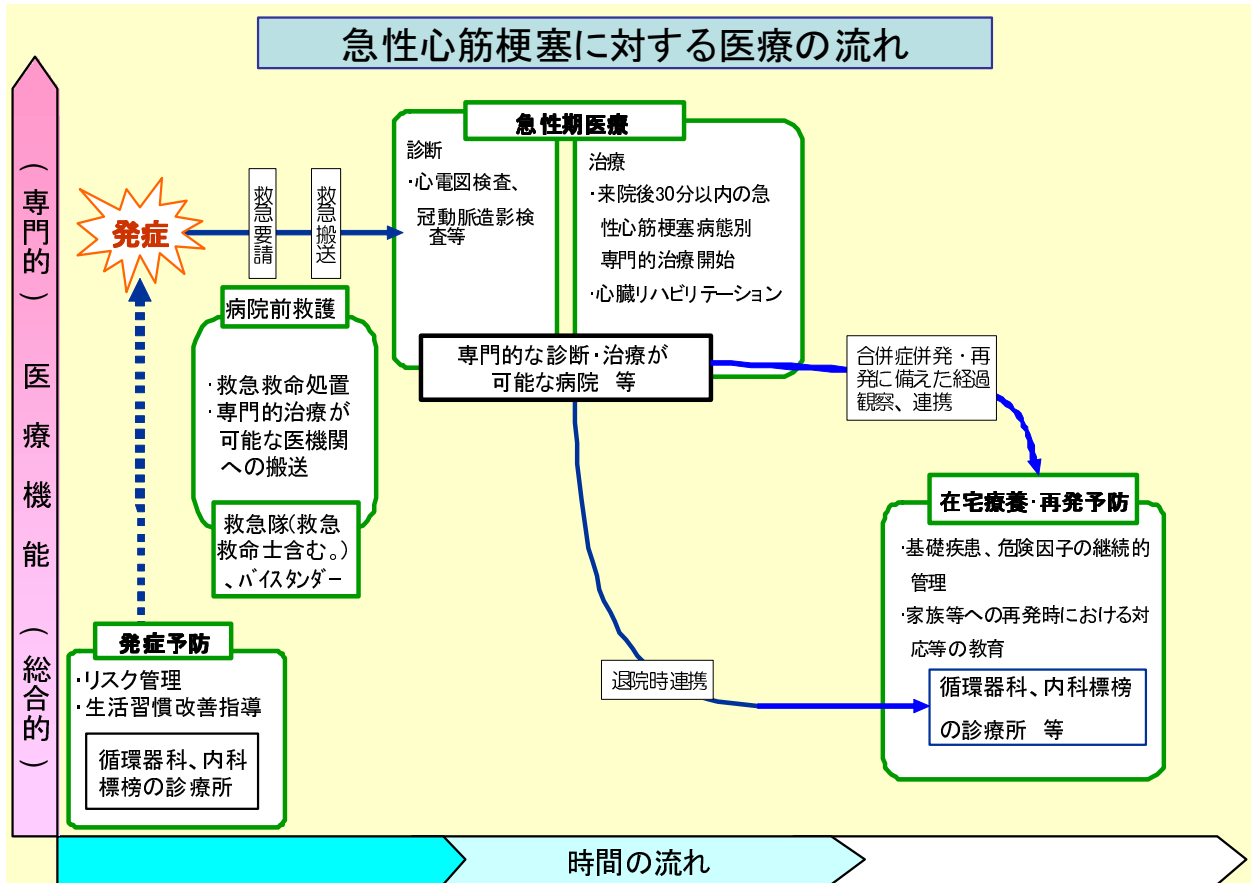 急性心筋梗塞に対する医療の流れ
（専門的）　医療機能　（総合的）
発症
救急要請
救急搬送
急性期医療
診断
・心電図検査、
冠動脈造影検
査等
治療
・来院後30分以内の急
性心筋梗塞病態別
専門的治療開始
・心臓リハビリテーション
専門的な診断・治療が
可能な病院　等
病院前救護
・救急救命処置
・専門的治療が
可能な医機関
への搬送
救急隊(救急
救命士含む。)
、バイスタンダー
合併症併発・再
発に備えた経過
観察、連携
在宅療養・再発予防
・基礎疾患、危険因子の継続的
管理
・家族等への再発時における対
応等の教育
循環器科、内科標榜
の診療所　等
退院時連携
発症予防
・リスク管理
・生活習慣改善指導
循環器科、内科
標榜の診療所
時間の流れ